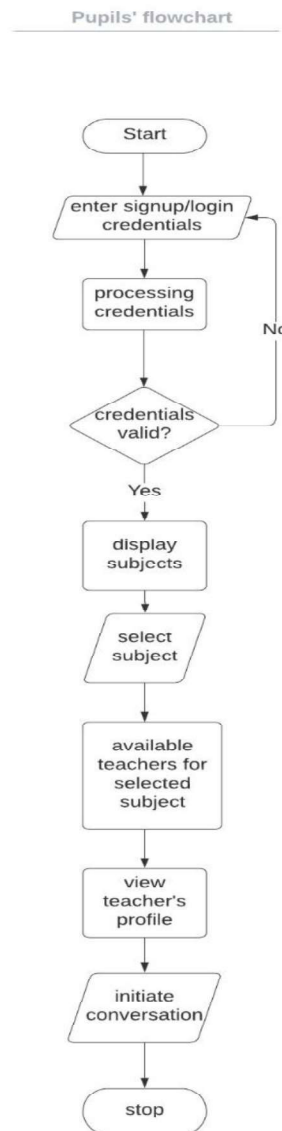 Pupils' flowchart
Start
enter signup/login
credentials
processing
credentials
No
credentials
valid?
Yes
display
subjects
select
subject
available
teachers for
selected
subject
view
teacher's
profile
initiate
conversation
stop